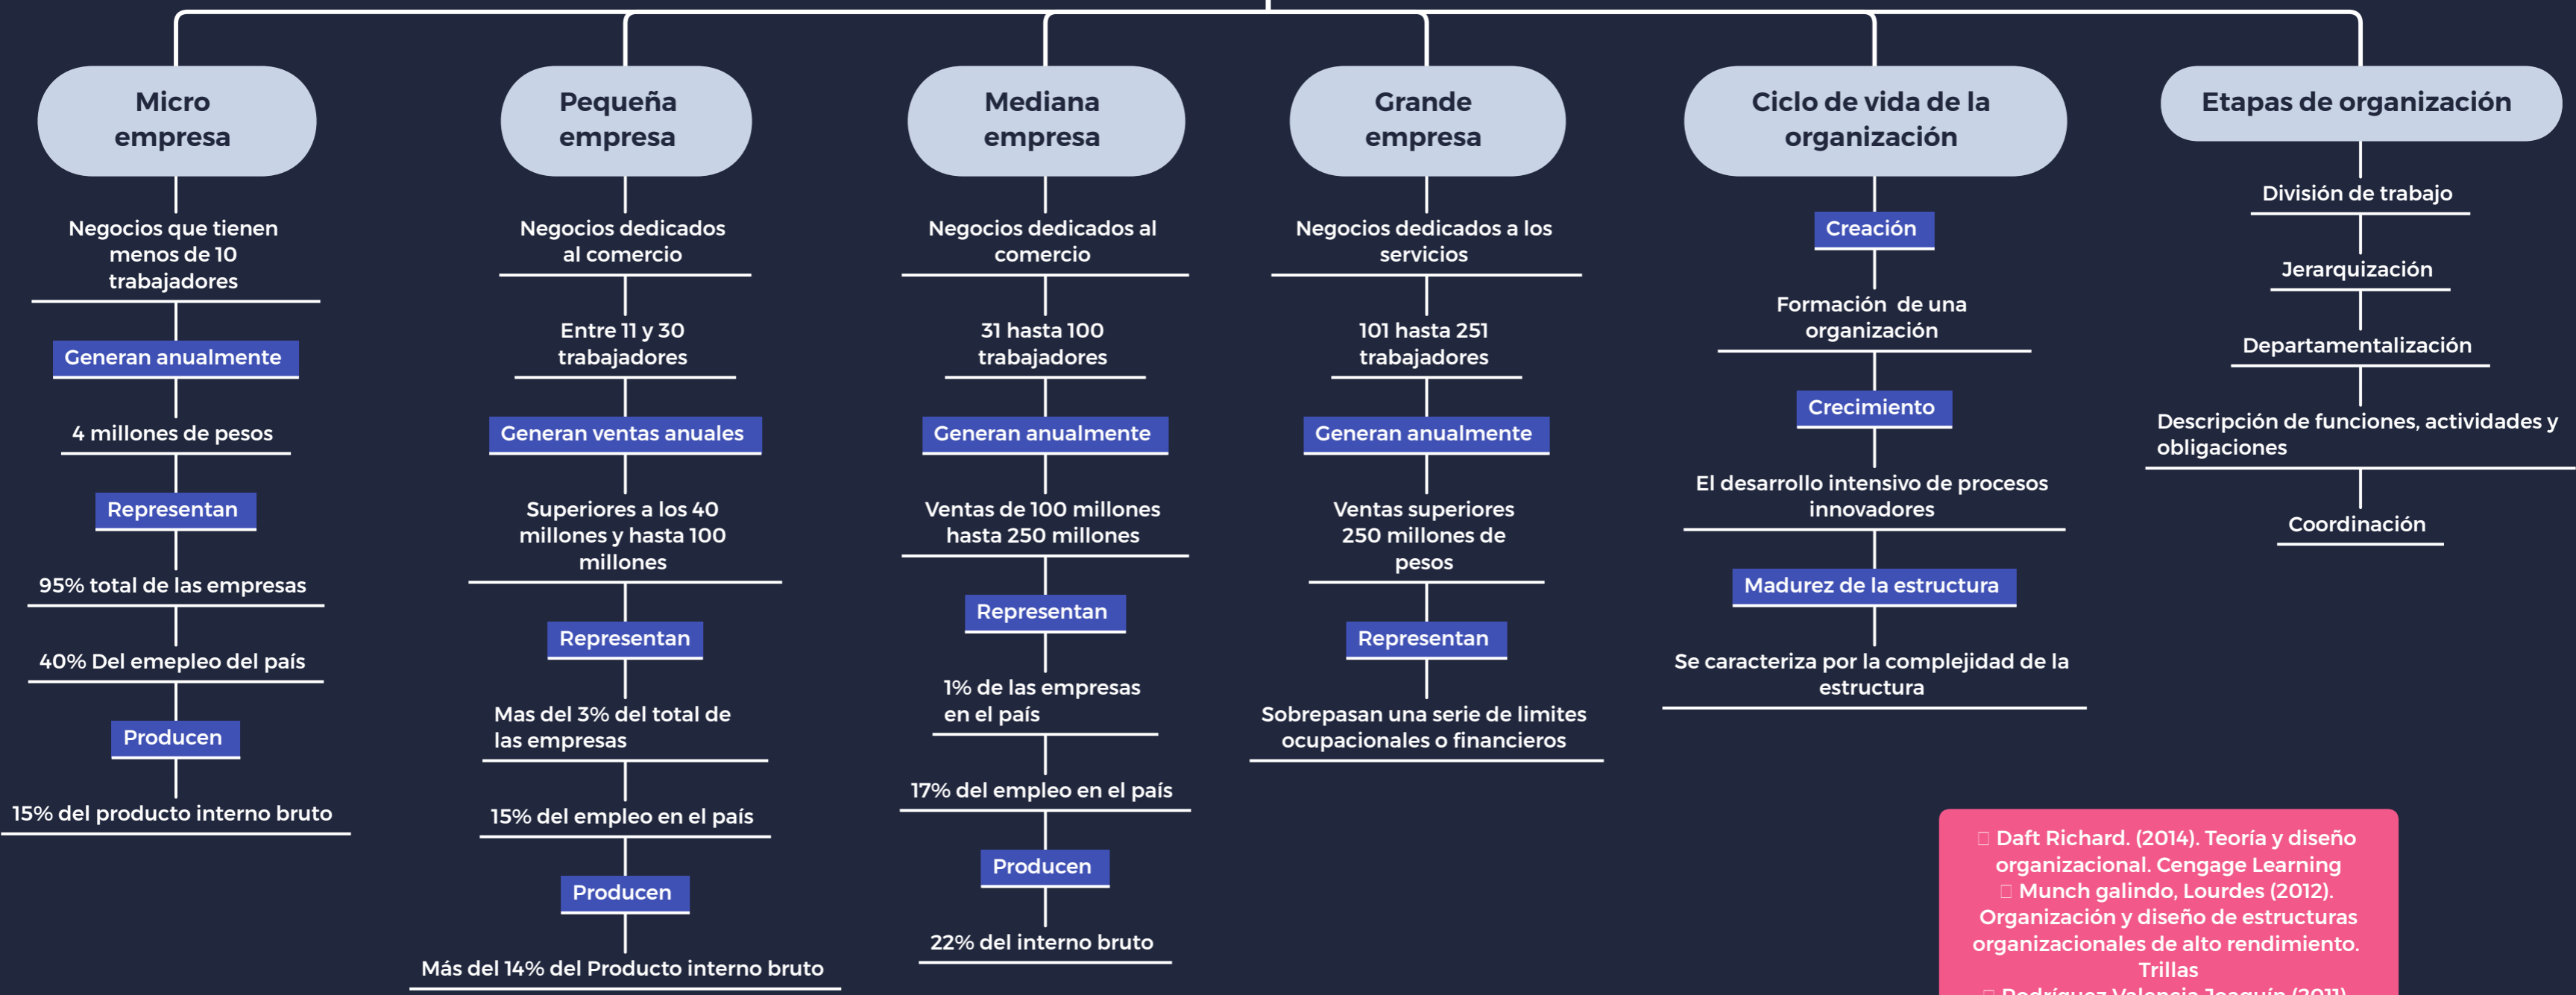 Micro
empresa
Negocios que tienen
menos de 10
trabajadores
Generan anualmente
4 millones de pesos
Representan
95% total de las empresas
40% Del emepleo del país
Producen
15% del producto interno bruto
Pequeña
empresa
Negocios dedicados
al comercio
Entre 11 y 30
trabajadores
Generan ventas anuales
Superiores a los 40
millones y hasta 100
millones
Representan
Mas del 3% del total de
las empresas
15% del empleo en el país
Producen
Más del 14% del Producto interno bruto
Mediana
empresa
Negocios dedicados al
comercio
31 hasta 100
trabajadores
Generan anualmente
Ventas de 100 millones
hasta 250 millones
Representan
1% de las empresas
en el país
17% del empleo en el país
Producen
22% del interno bruto
Grande
empresa
Negocios dedicados a los
servicios
101 hasta 251
trabajadores
Generan anualmente
Ventas superiores
250 millones de
pesos
Representan
Sobrepasan una serie de limites
ocupacionales o financieros
Ciclo de vida de la
organización
Creación
Formación  de una
organización
Crecimiento
El desarrollo intensivo de procesos
innovadores
Madurez de la estructura
Se caracteriza por la complejidad de la
estructura
Etapas de organización
División de trabajo
Jerarquización
Departamentalización
Descripción de funciones, actividades y
obligaciones
Coordinación
Daft Richard. (2014). Teoría y diseño
organizacional. Cengage Learning
Munch galindo, Lourdes (2012).
Organización y diseño de estructuras
organizacionales de alto rendimiento.
Trillas
Rodríguez Valencia Joaquín (2011)